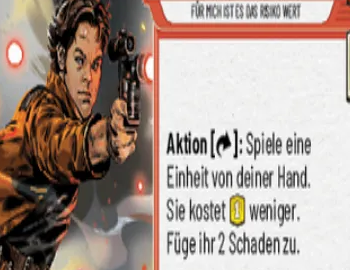 FÜR MICH IST ES DAS RISIKO WERT
Aktion [↷]: Spiele eine
Einheit von deiner Hand.
Sie kostet 1 weniger.
Füge ihr 2 Schaden zu.